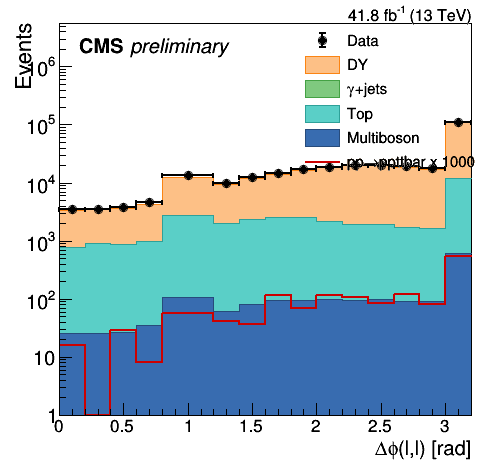 41.8 fb⁻¹ (13 TeV)
Events
CMS preliminary
Data
DY
γ+jets
Top
Multiboson
pp→ppttbar x 1000
10⁶
10⁵
10⁴
10³
10²
10
1
0 0.5 1 1.5 2 2.5 3
Δϕ(l,l) [rad]